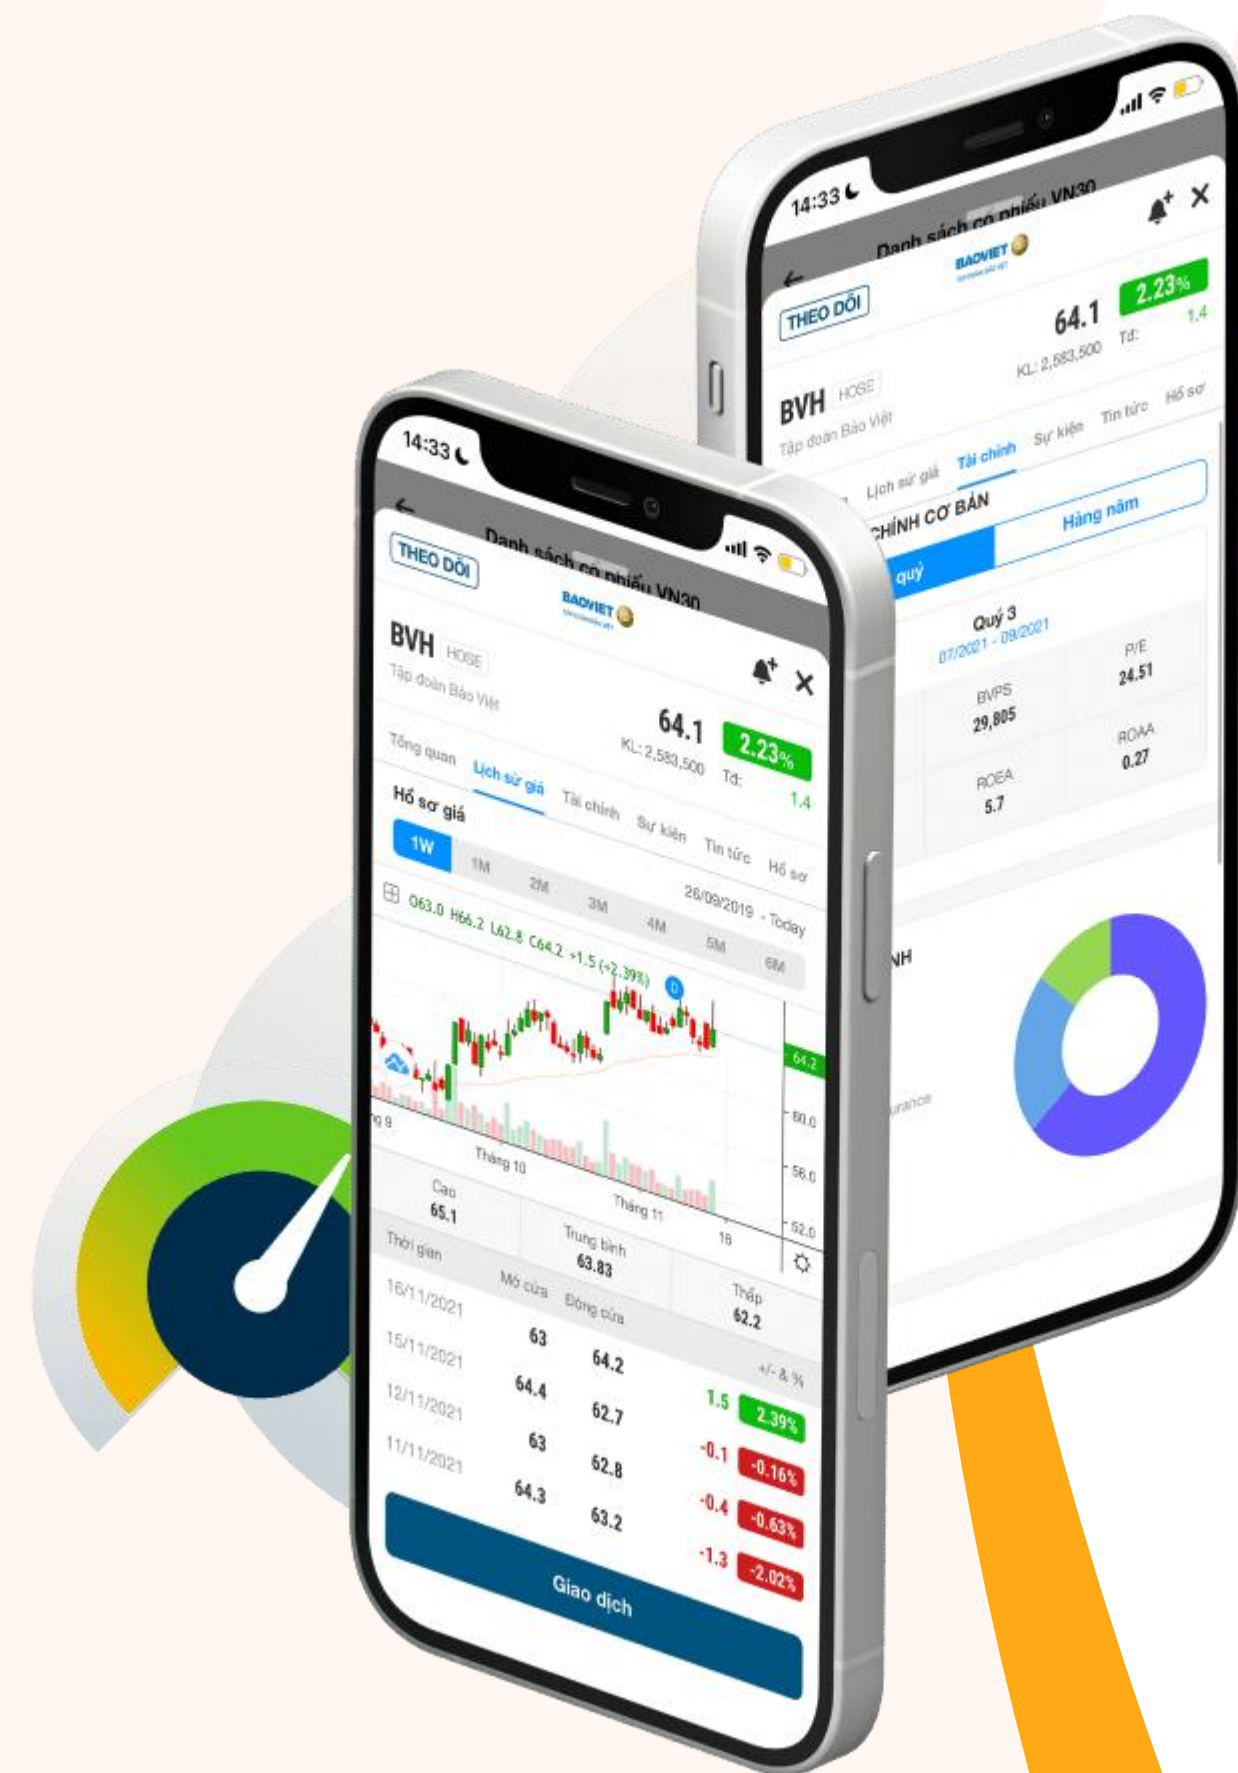 14:33
Danh sách cổ phiếu VN30
THEO DÕI
BAOVIET
BVH HOSE
Tập đoàn Bảo Việt
64.1 2.23%
KL: 2,583,500 Td: 1.4
Lịch sử giá Tài chính Sự kiện Tin tức Hồ sơ
CHÍNH CƠ BẢN
quý Hàng năm
Quý 3
07/2021 - 09/2021
BVPS P/E
29,805 24.51
ROEA ROAA
5.7 0.27
NH
urance
14:33
Danh sách cổ phiếu VN30
THEO DÕI
BAOVIET
BVH HOSE
Tập đoàn Bảo Việt
64.1 2.23%
KL: 2,583,500 Td: 1.4
Tổng quan Lịch sử giá Tài chính Sự kiện Tin tức Hồ sơ
Hồ sơ giá
26/09/2019 - Today
1W 1M 2M 3M 4M 5M 6M
O63.0 H66.2 L62.8 C64.2 +1.5 (+2.39%)
D
64.2
60.0
56.0
52.0
ng 9 Tháng 10 Tháng 11 18
Cao Trung bình Thấp
65.1 63.83 62.2
Thời gian Mở cửa Đóng cửa +/- & %
16/11/2021 63 64.2 1.5 2.39%
15/11/2021 64.4 62.7 -0.1 -0.16%
12/11/2021 63 62.8 -0.4 -0.63%
11/11/2021 64.3 63.2 -1.3 -2.02%
Giao dịch